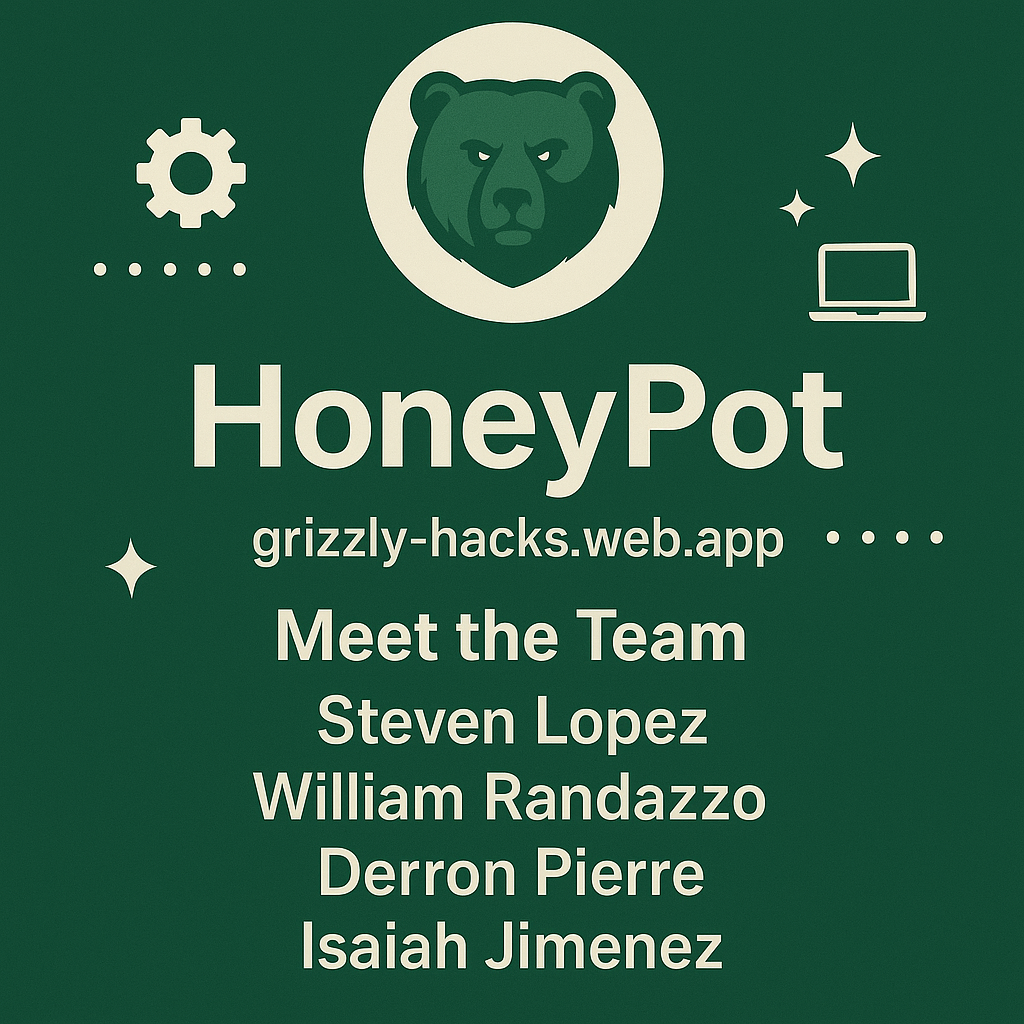 HoneyPot
grizzly-hacks.web.app
Meet the Team
Steven Lopez
William Randazzo
Derron Pierre
Isaiah Jimenez